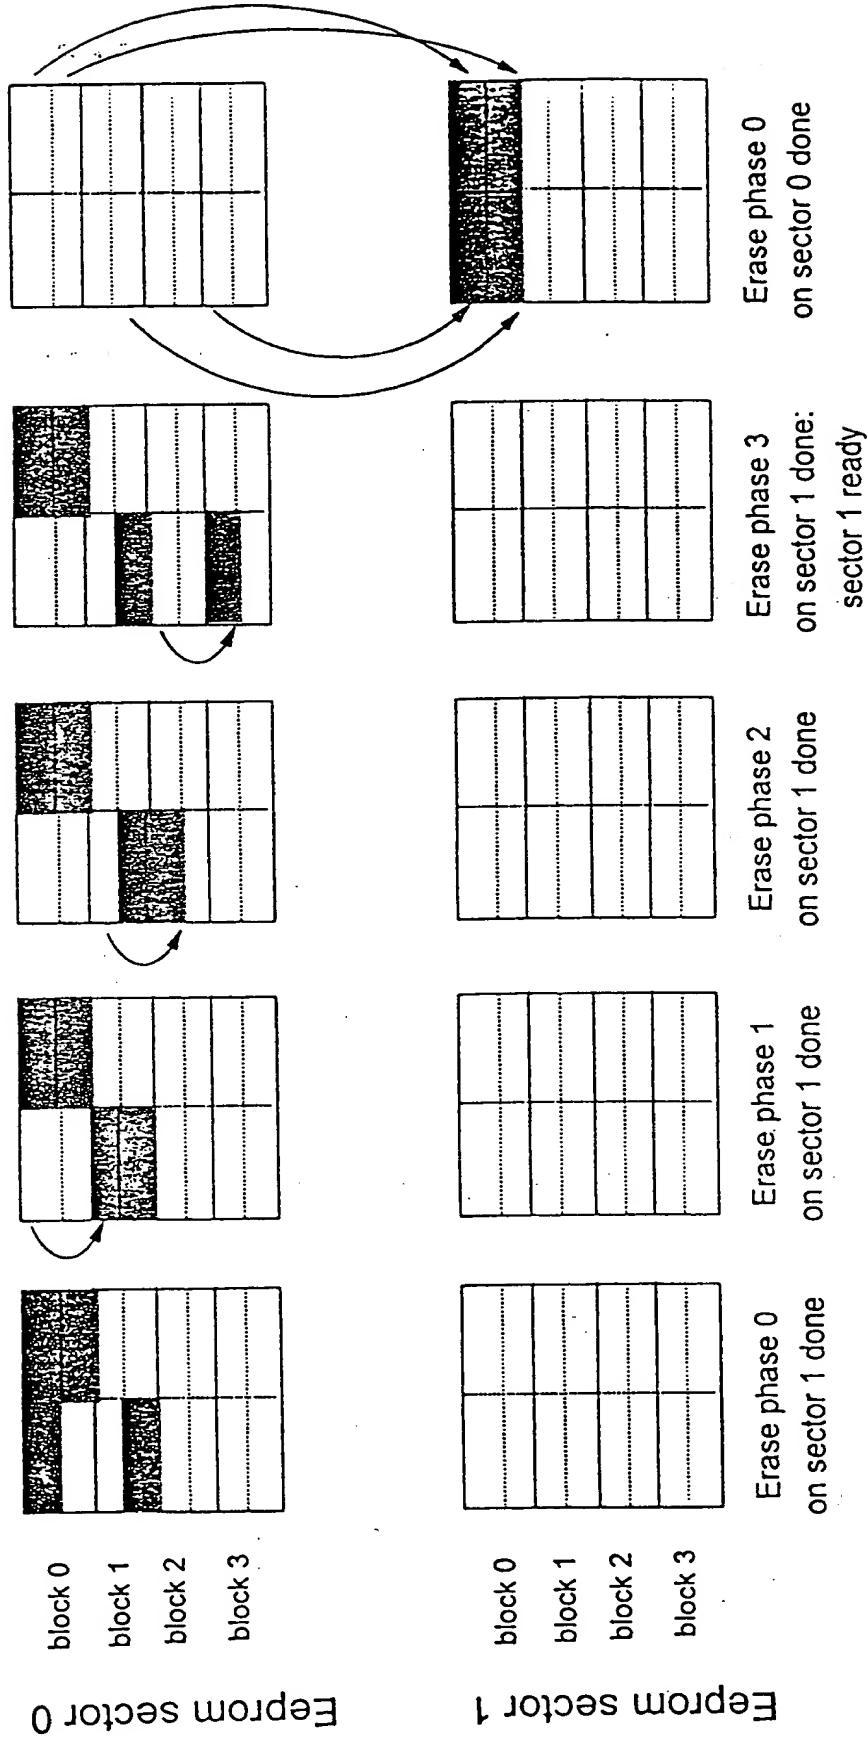 Eeprom sector 0
block 0
block 1
block 2
block 3
Eeprom sector 1
block 0
block 1
block 2
block 3
Erase phase 0
on sector 1 done
Erase phase 1
on sector 1 done
Erase phase 2
on sector 1 done
Erase phase 3
on sector 1 done:
sector 1 ready
Erase phase 0
on sector 0 done